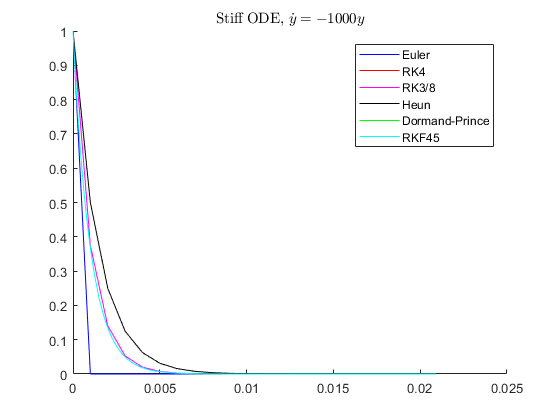 Stiff ODE, $\dot{y} = -1000y$
1
0.9
0.8
0.7
0.6
0.5
0.4
0.3
0.2
0.1
0
0 0.005 0.01 0.015 0.02 0.025
Euler
RK4
RK3/8
Heun
Dormand-Prince
RKF45